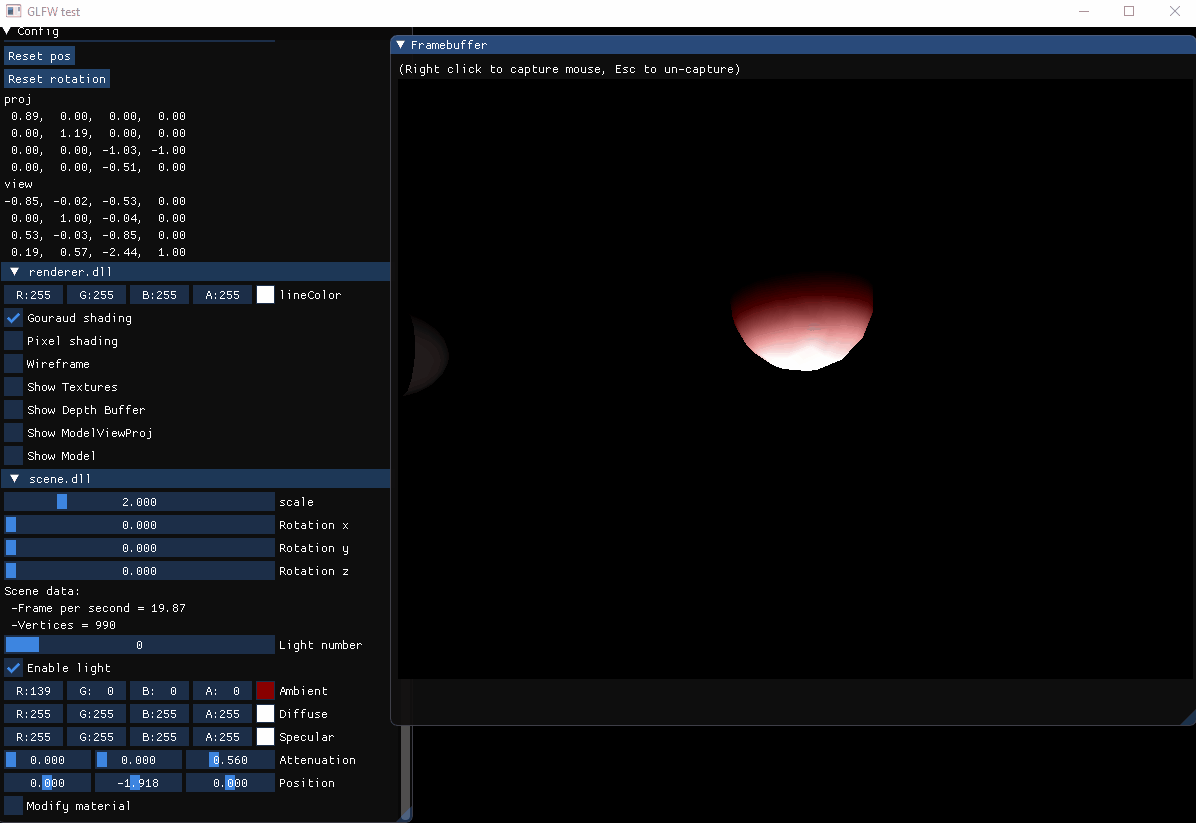 GLFW test
Config
Reset pos
Reset rotation
proj
0.89, 0.00, 0.00, 0.00
0.00, 1.19, 0.00, 0.00
0.00, 0.00, -1.03, -1.00
0.00, 0.00, -0.51, 0.00
view
-0.85, -0.02, -0.53, 0.00
0.00, 1.00, -0.04, 0.00
0.53, -0.03, -0.85, 0.00
0.19, 0.57, -2.44, 1.00
renderer.dll
R:255 G:255 B:255 A:255 lineColor
Gouraud shading
Pixel shading
Wireframe
Show Textures
Show Depth Buffer
Show ModelViewProj
Show Model
scene.dll
2.000 scale
0.000 Rotation x
0.000 Rotation y
0.000 Rotation z
Scene data:
-Frame per second = 19.87
-Vertices = 990
0 Light number
Enable light
R:139 G: 0 B: 0 A: 0 Ambient
R:255 G:255 B:255 A:255 Diffuse
R:255 G:255 B:255 A:255 Specular
0.000 0.000 0.560 Attenuation
0.000 -1.918 0.000 Position
Modify material
Framebuffer
(Right click to capture mouse, Esc to un-capture)